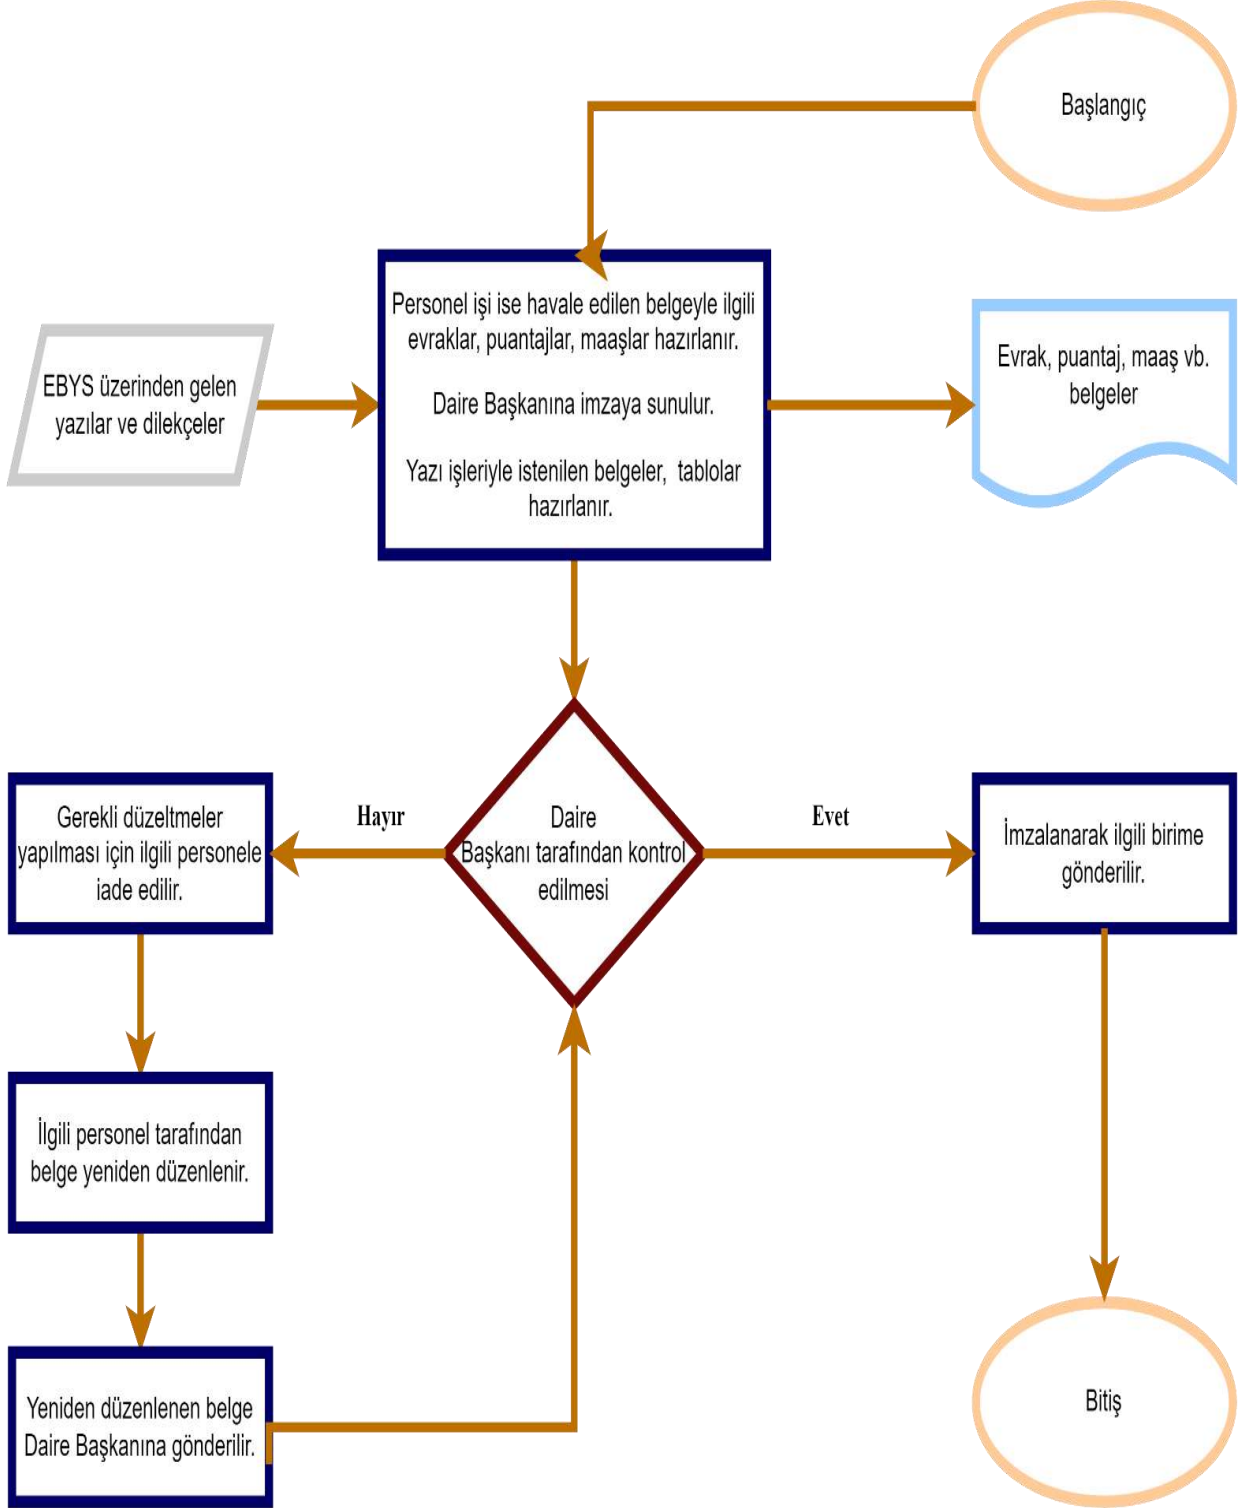 Başlangıç
Personel işi ise havale edilen belgeyle ilgili
evraklar, puantajlar, maaşlar hazırlanır.
Daire Başkanına imzaya sunulur.
Yazı işleriyle istenilen belgeler, tablolar
hazırlanır.
EBYS üzerinden gelen
yazılar ve dilekçeler
Evrak, puantaj, maaş vb.
belgeler
Daire
Başkanı tarafından kontrol
edilmesi
Hayır
Evet
Gerekli düzeltmeler
yapılması için ilgili personele
iade edilir.
İmzalanarak ilgili birime
gönderilir.
İlgili personel tarafından
belge yeniden düzenlenir.
Yeniden düzenlenen belge
Daire Başkanına gönderilir.
Bitiş